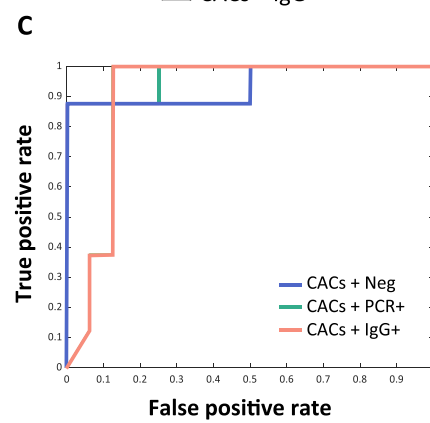 CACs IgG
C
1
0.9
0.8
0.7
0.6
0.5
0.4
0.3
0.2
0.1
0
0 0.1 0.2 0.3 0.4 0.5 0.6 0.7 0.8 0.9
True positive rate
False positive rate
CACs + Neg
CACs + PCR+
CACs + IgG+